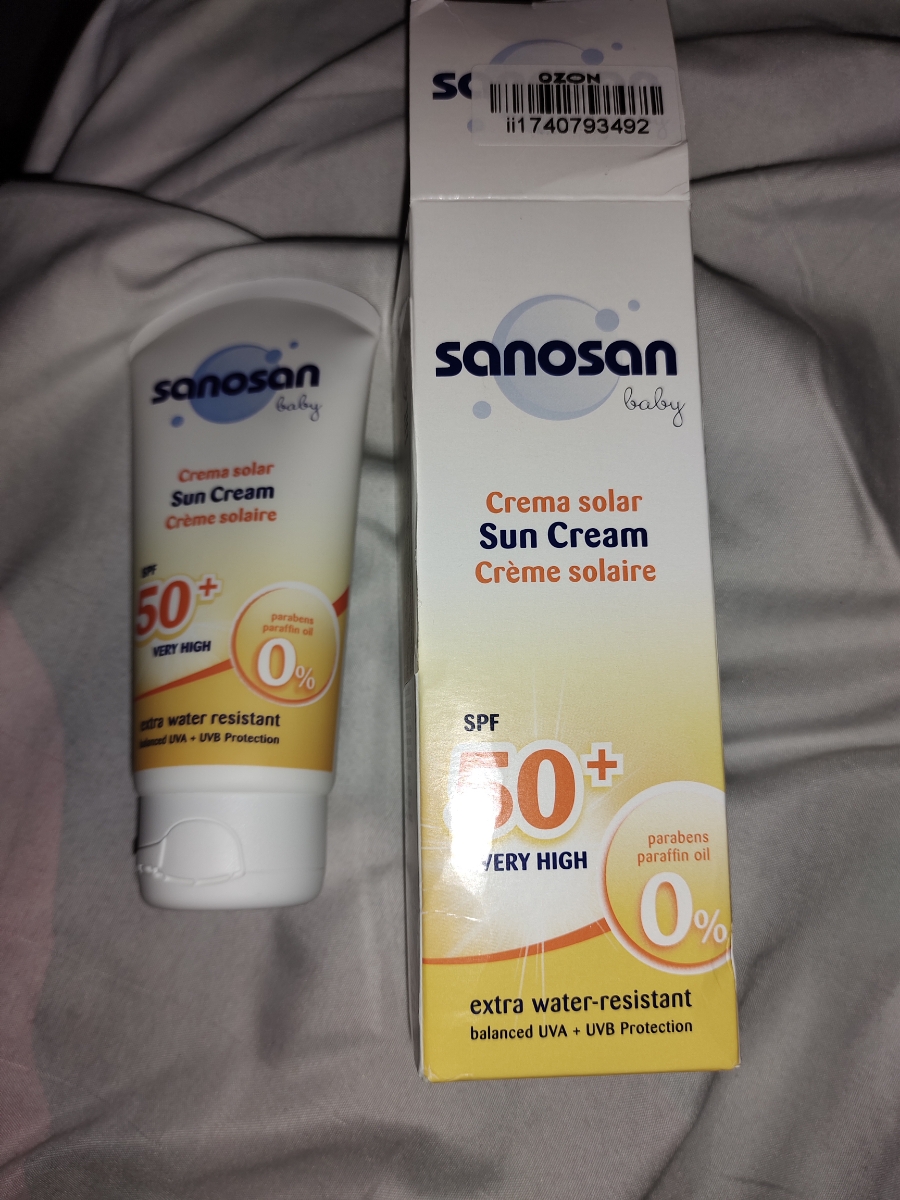 sanosan
baby
Crema solar
Sun Cream
Crème solaire
SPF
50+
VERY HIGH
parabens
paraffin oil
0%
extra water resistant
balanced UVA + UVB Protection
OZON
ii1740793492
sanosan
baby
Crema solar
Sun Cream
Crème solaire
SPF
50+
VERY HIGH
parabens
paraffin oil
0%
extra water-resistant
balanced UVA + UVB Protection